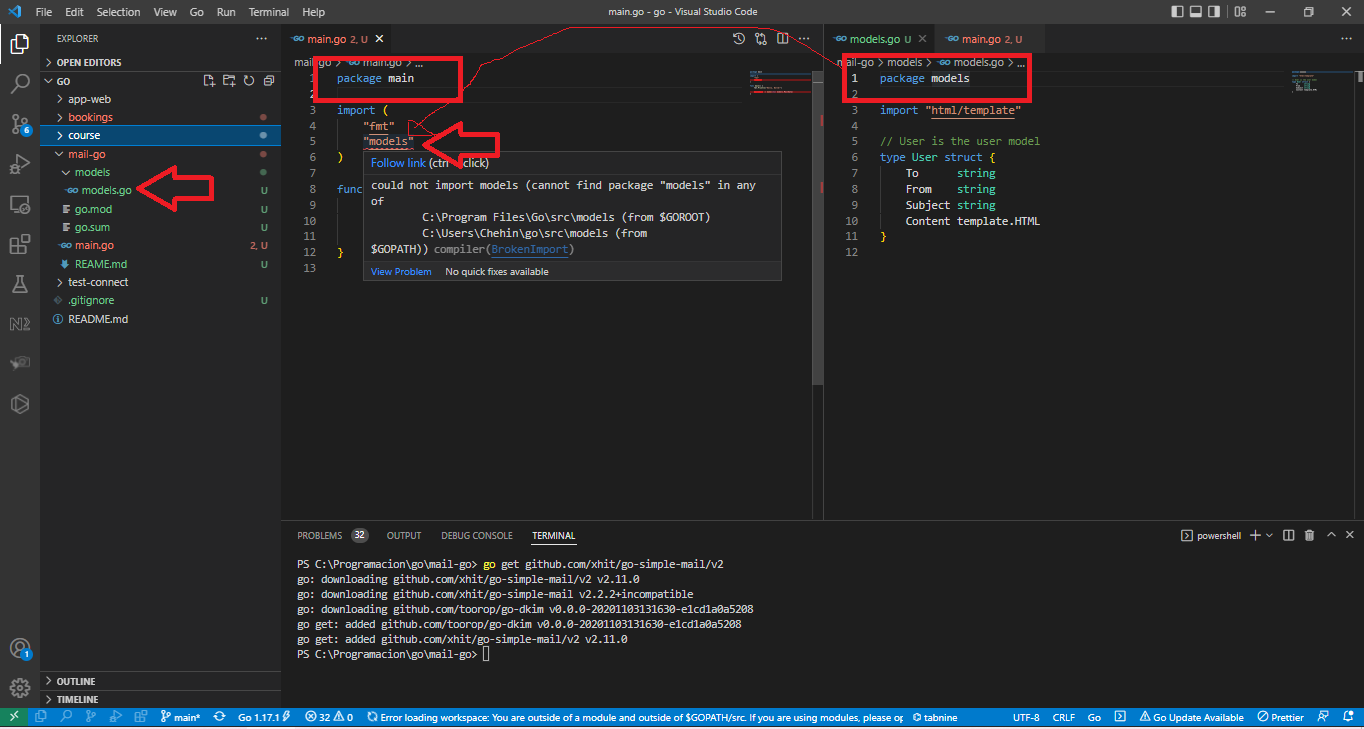 File Edit Selection View Go Run Terminal Help
main.go - go - Visual Studio Code
EXPLORER
OPEN EDITORS
GO
app-web
bookings
course
mail-go
models
models.go U
go.mod U
go.sum U
main.go 2, U
REAME.md U
test-connect
.gitignore U
README.md
OUTLINE
TIMELINE
6
1
main.go 2, U
mail-go > main.go > ...
1 package main
2
3 import (
4 "fmt"
5 "models"
6 )
7
8 func
9
10
11
12 }
13
Follow link (ctrl click)
could not import models (cannot find package "models" in any
of
C:\Program Files\Go\src\models (from $GOROOT)
C:\Users\Chehin\go\src\models (from
$GOPATH)) compiler(BrokenImport)
View Problem No quick fixes available
models.go U main.go 2, U
mail-go > models > models.go > ...
1 package models
2
3 import "html/template"
4
5 // User is the user model
6 type User struct {
7 To string
8 From string
9 Subject string
10 Content template.HTML
11 }
12
PROBLEMS 32 OUTPUT DEBUG CONSOLE TERMINAL
powershell
PS C:\Programacion\go\mail-go> go get github.com/xhit/go-simple-mail/v2
go: downloading github.com/xhit/go-simple-mail/v2 v2.11.0
go: downloading github.com/xhit/go-simple-mail v2.2.2+incompatible
go: downloading github.com/toorop/go-dkim v0.0.0-20201103131630-e1cd1a0a5208
go get: added github.com/toorop/go-dkim v0.0.0-20201103131630-e1cd1a0a5208
go get: added github.com/xhit/go-simple-mail/v2 v2.11.0
PS C:\Programacion\go\mail-go>
main* Go 1.17.1 32 0 Error loading workspace: You are outside of a module and outside of $GOPATH/src. If you are using modules, please op tabnine UTF-8 CRLF Go Go Update Available Prettier